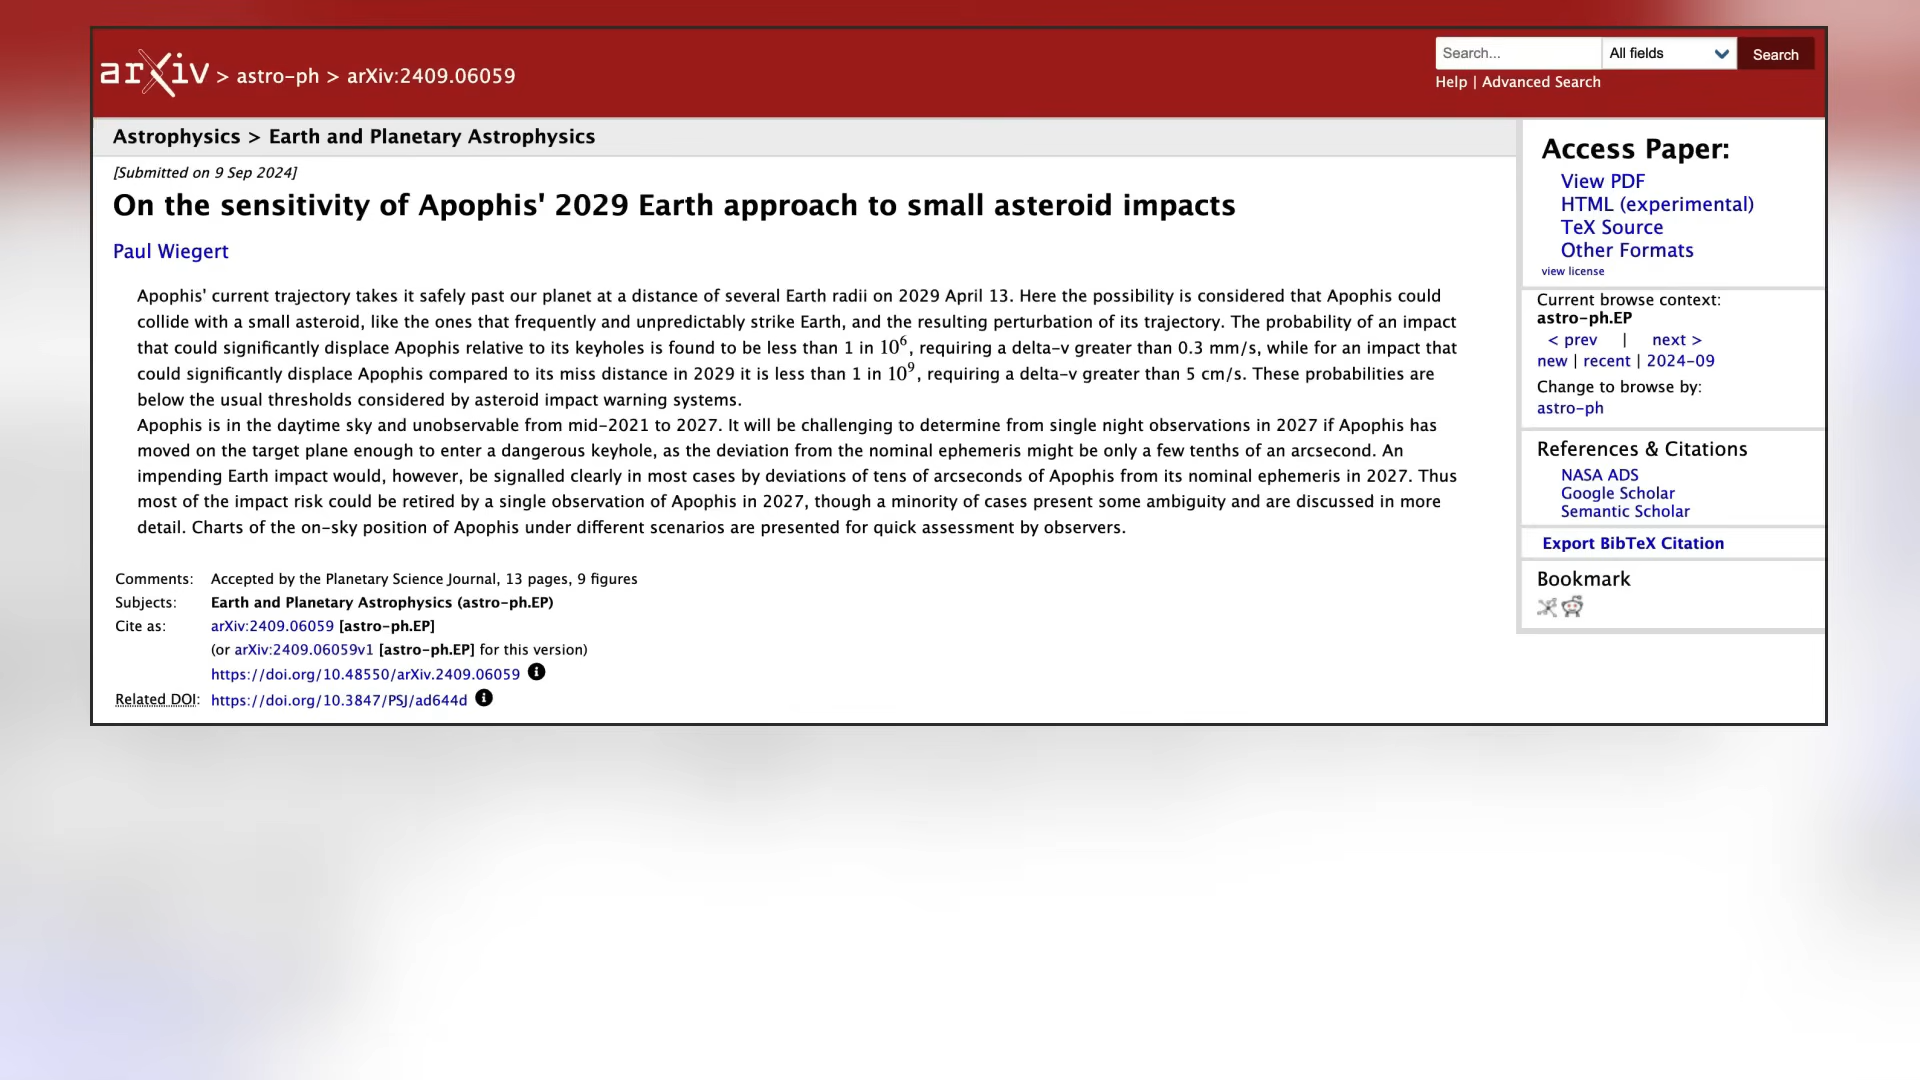 arXiv > astro-ph > arXiv:2409.06059
Search...
All fields
Search
Help | Advanced Search
Astrophysics > Earth and Planetary Astrophysics
[Submitted on 9 Sep 2024]
On the sensitivity of Apophis' 2029 Earth approach to small asteroid impacts
Paul Wiegert
Apophis' current trajectory takes it safely past our planet at a distance of several Earth radii on 2029 April 13. Here the possibility is considered that Apophis could
collide with a small asteroid, like the ones that frequently and unpredictably strike Earth, and the resulting perturbation of its trajectory. The probability of an impact
that could significantly displace Apophis relative to its keyholes is found to be less than 1 in 10⁶, requiring a delta-v greater than 0.3 mm/s, while for an impact that
could significantly displace Apophis compared to its miss distance in 2029 it is less than 1 in 10⁹, requiring a delta-v greater than 5 cm/s. These probabilities are
below the usual thresholds considered by asteroid impact warning systems.
Apophis is in the daytime sky and unobservable from mid-2021 to 2027. It will be challenging to determine from single night observations in 2027 if Apophis has
moved on the target plane enough to enter a dangerous keyhole, as the deviation from the nominal ephemeris might be only a few tenths of an arcsecond. An
impending Earth impact would, however, be signalled clearly in most cases by deviations of tens of arcseconds of Apophis from its nominal ephemeris in 2027. Thus
most of the impact risk could be retired by a single observation of Apophis in 2027, though a minority of cases present some ambiguity and are discussed in more
detail. Charts of the on-sky position of Apophis under different scenarios are presented for quick assessment by observers.
Comments: Accepted by the Planetary Science Journal, 13 pages, 9 figures
Subjects: Earth and Planetary Astrophysics (astro-ph.EP)
Cite as: arXiv:2409.06059 [astro-ph.EP]
(or arXiv:2409.06059v1 [astro-ph.EP] for this version)
https://doi.org/10.48550/arXiv.2409.06059
Related DOI: https://doi.org/10.3847/PSJ/ad644d
Access Paper:
View PDF
HTML (experimental)
TeX Source
Other Formats
view license
Current browse context:
astro-ph.EP
< prev | next >
new | recent | 2024-09
Change to browse by:
astro-ph
References & Citations
NASA ADS
Google Scholar
Semantic Scholar
Export BibTeX Citation
Bookmark